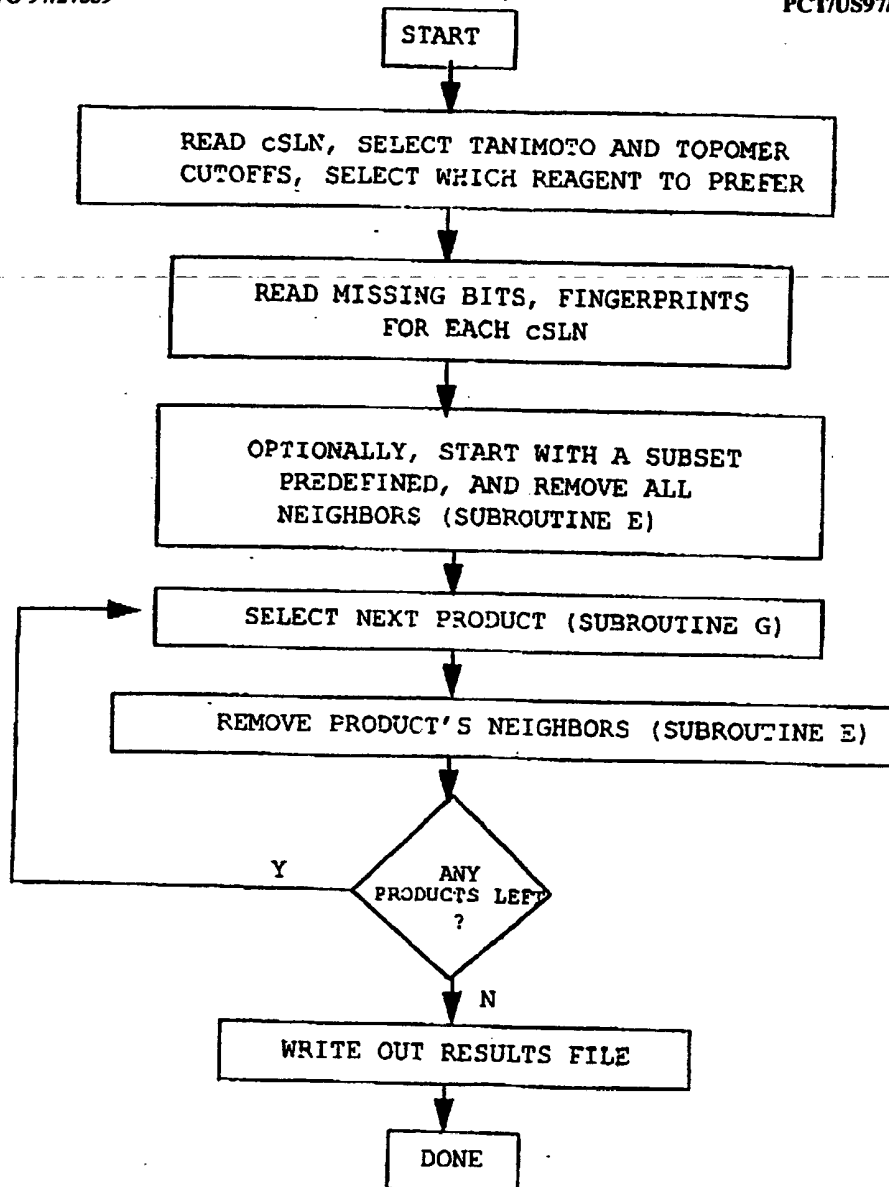 PCT/US97/
START
READ cSLN, SELECT TANIMOTO AND TOPOMER
CUTOFFS, SELECT WHICH REAGENT TO PREFER
READ MISSING BITS, FINGERPRINTS
FOR EACH cSLN
OPTIONALLY, START WITH A SUBSET
PREDEFINED, AND REMOVE ALL
NEIGHBORS (SUBROUTINE E)
SELECT NEXT PRODUCT (SUBROUTINE G)
REMOVE PRODUCT'S NEIGHBORS (SUBROUTINE E)
Y
ANY
PRODUCTS LEFT
?
N
WRITE OUT RESULTS FILE
DONE